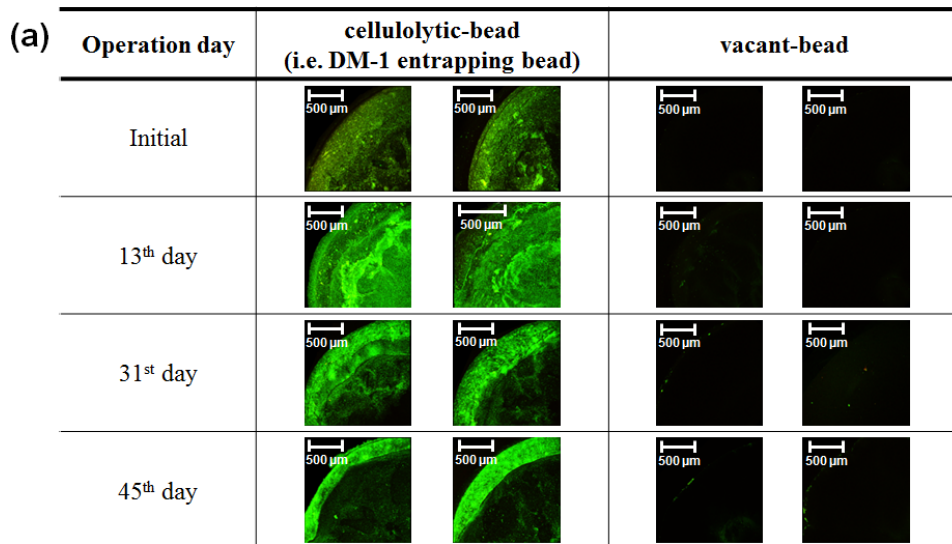 (a)
Operation day
cellulolytic-bead
(i.e. DM-1 entrapping bead)
vacant-bead
Initial
500 µm
500 µm
500 µm
500 µm
13th day
500 µm
500 µm
500 µm
500 µm
31st day
500 µm
500 µm
500 µm
500 µm
45th day
500 µm
500 µm
500 µm
500 µm